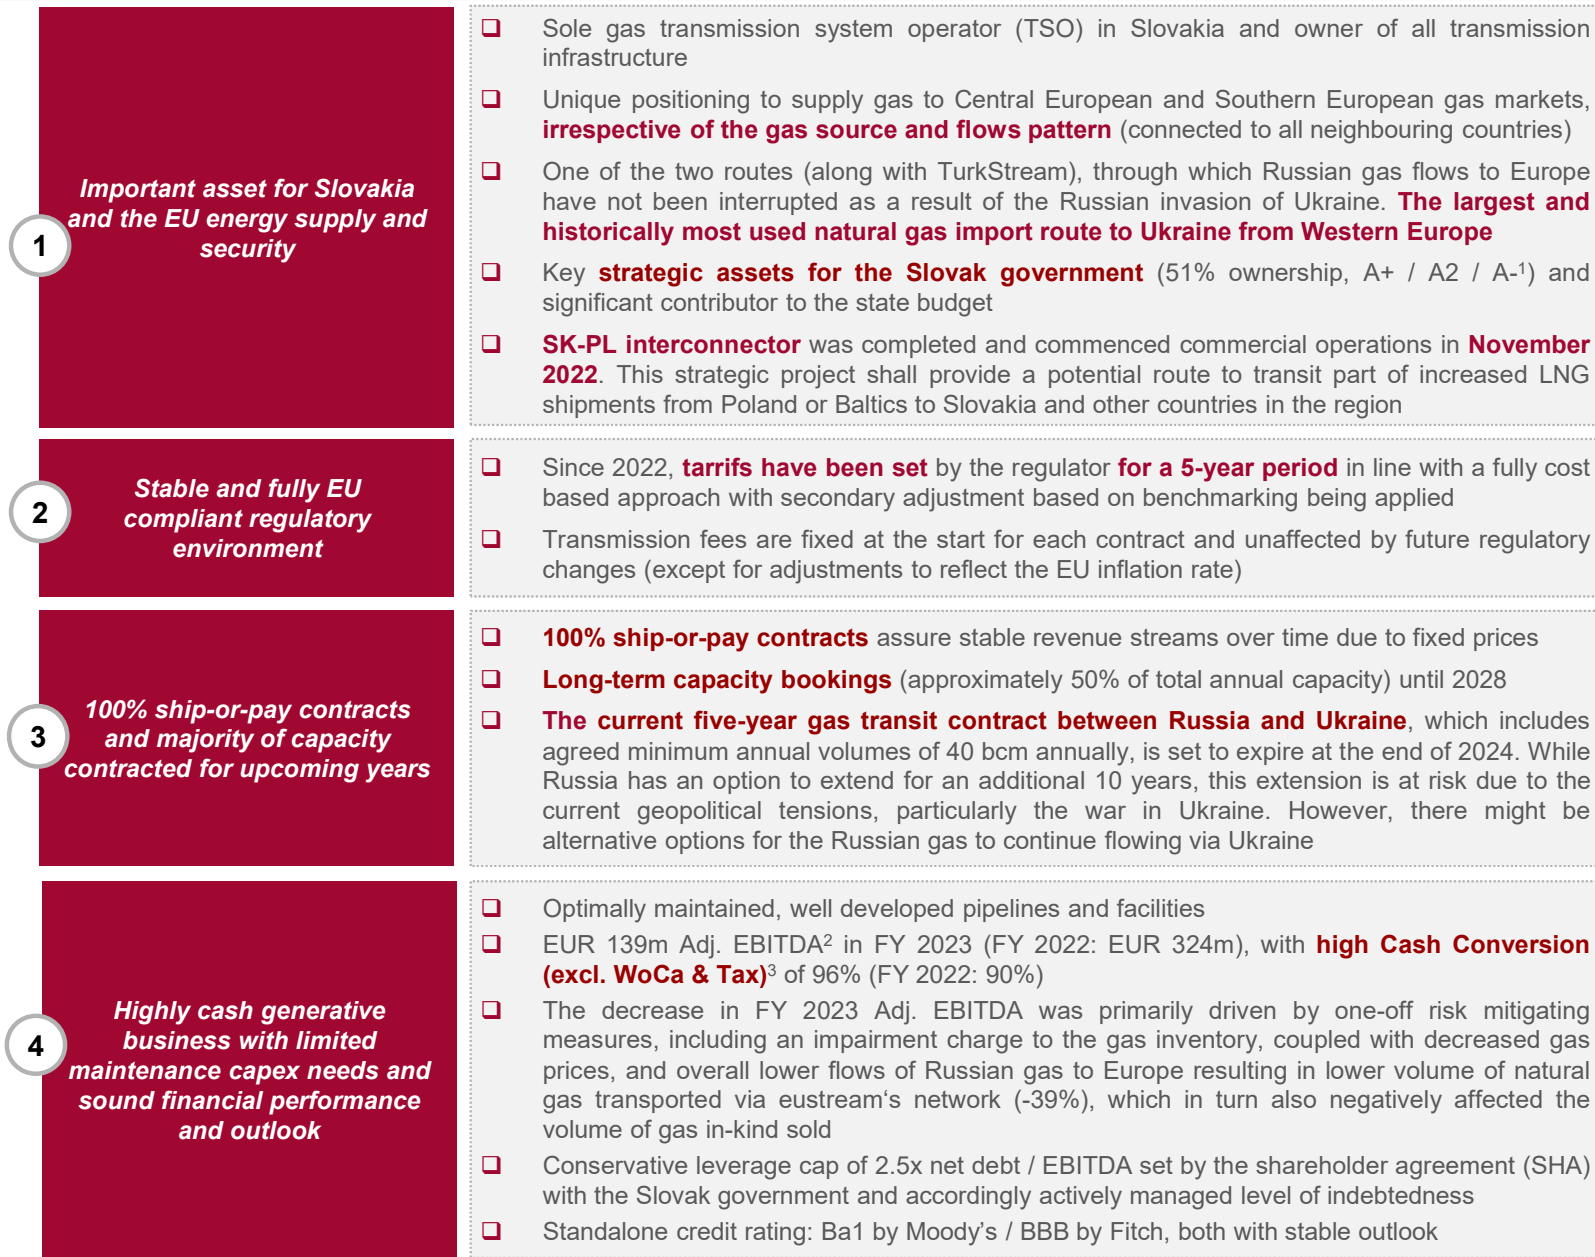 Important asset for Slovakia
and the EU energy supply and
security
1
❑ Sole gas transmission system operator (TSO) in Slovakia and owner of all transmission
infrastructure
❑ Unique positioning to supply gas to Central European and Southern European gas markets,
irrespective of the gas source and flows pattern (connected to all neighbouring countries)
❑ One of the two routes (along with TurkStream), through which Russian gas flows to Europe
have not been interrupted as a result of the Russian invasion of Ukraine. The largest and
historically most used natural gas import route to Ukraine from Western Europe
❑ Key strategic assets for the Slovak government (51% ownership, A+ / A2 / A-¹) and
significant contributor to the state budget
❑ SK-PL interconnector was completed and commenced commercial operations in November
2022. This strategic project shall provide a potential route to transit part of increased LNG
shipments from Poland or Baltics to Slovakia and other countries in the region
Stable and fully EU
compliant regulatory
environment
2
❑ Since 2022, tarrifs have been set by the regulator for a 5-year period in line with a fully cost
based approach with secondary adjustment based on benchmarking being applied
❑ Transmission fees are fixed at the start for each contract and unaffected by future regulatory
changes (except for adjustments to reflect the EU inflation rate)
100% ship-or-pay contracts
and majority of capacity
contracted for upcoming years
3
❑ 100% ship-or-pay contracts assure stable revenue streams over time due to fixed prices
❑ Long-term capacity bookings (approximately 50% of total annual capacity) until 2028
❑ The current five-year gas transit contract between Russia and Ukraine, which includes
agreed minimum annual volumes of 40 bcm annually, is set to expire at the end of 2024. While
Russia has an option to extend for an additional 10 years, this extension is at risk due to the
current geopolitical tensions, particularly the war in Ukraine. However, there might be
alternative options for the Russian gas to continue flowing via Ukraine
Highly cash generative
business with limited
maintenance capex needs and
sound financial performance
and outlook
4
❑ Optimally maintained, well developed pipelines and facilities
❑ EUR 139m Adj. EBITDA² in FY 2023 (FY 2022: EUR 324m), with high Cash Conversion
(excl. WoCa & Tax)³ of 96% (FY 2022: 90%)
❑ The decrease in FY 2023 Adj. EBITDA was primarily driven by one-off risk mitigating
measures, including an impairment charge to the gas inventory, coupled with decreased gas
prices, and overall lower flows of Russian gas to Europe resulting in lower volume of natural
gas transported via eustream‘s network (-39%), which in turn also negatively affected the
volume of gas in-kind sold
❑ Conservative leverage cap of 2.5x net debt / EBITDA set by the shareholder agreement (SHA)
with the Slovak government and accordingly actively managed level of indebtedness
❑ Standalone credit rating: Ba1 by Moody’s / BBB by Fitch, both with stable outlook